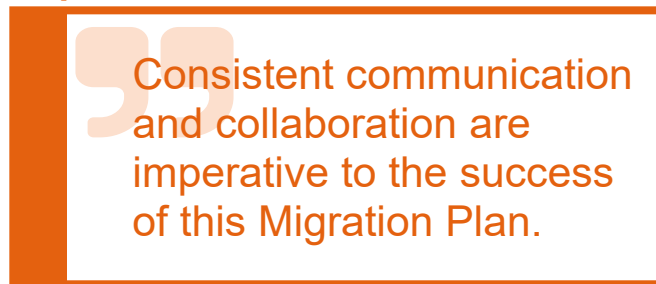 Consistent communication
and collaboration are
imperative to the success
of this Migration Plan.